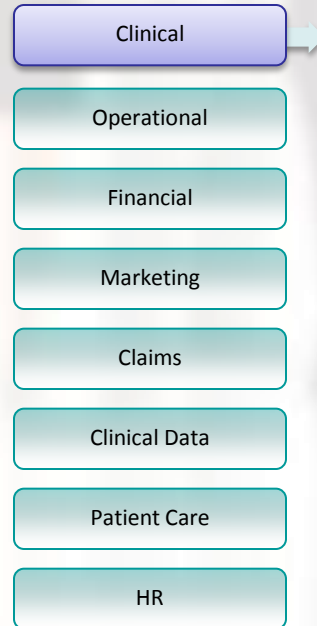 Clinical
Operational
Financial
Marketing
Claims
Clinical Data
Patient Care
HR